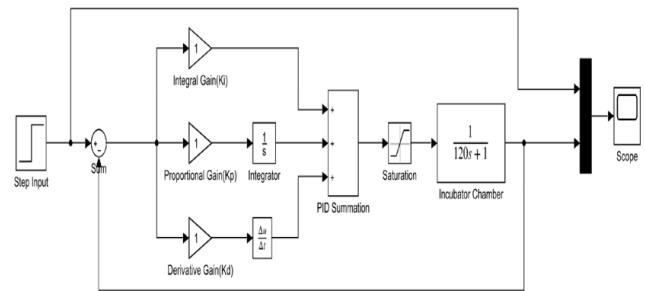 1
Integral Gain(Ki)
+
Step Input
+
-
Sum
1
Proportional Gain(Kp)
1
s
Integrator
+
PID Summation
Saturation
1
120s + 1
Incubator Chamber
Scope
1
Derivative Gain(Kd)
Δu
Δt
+